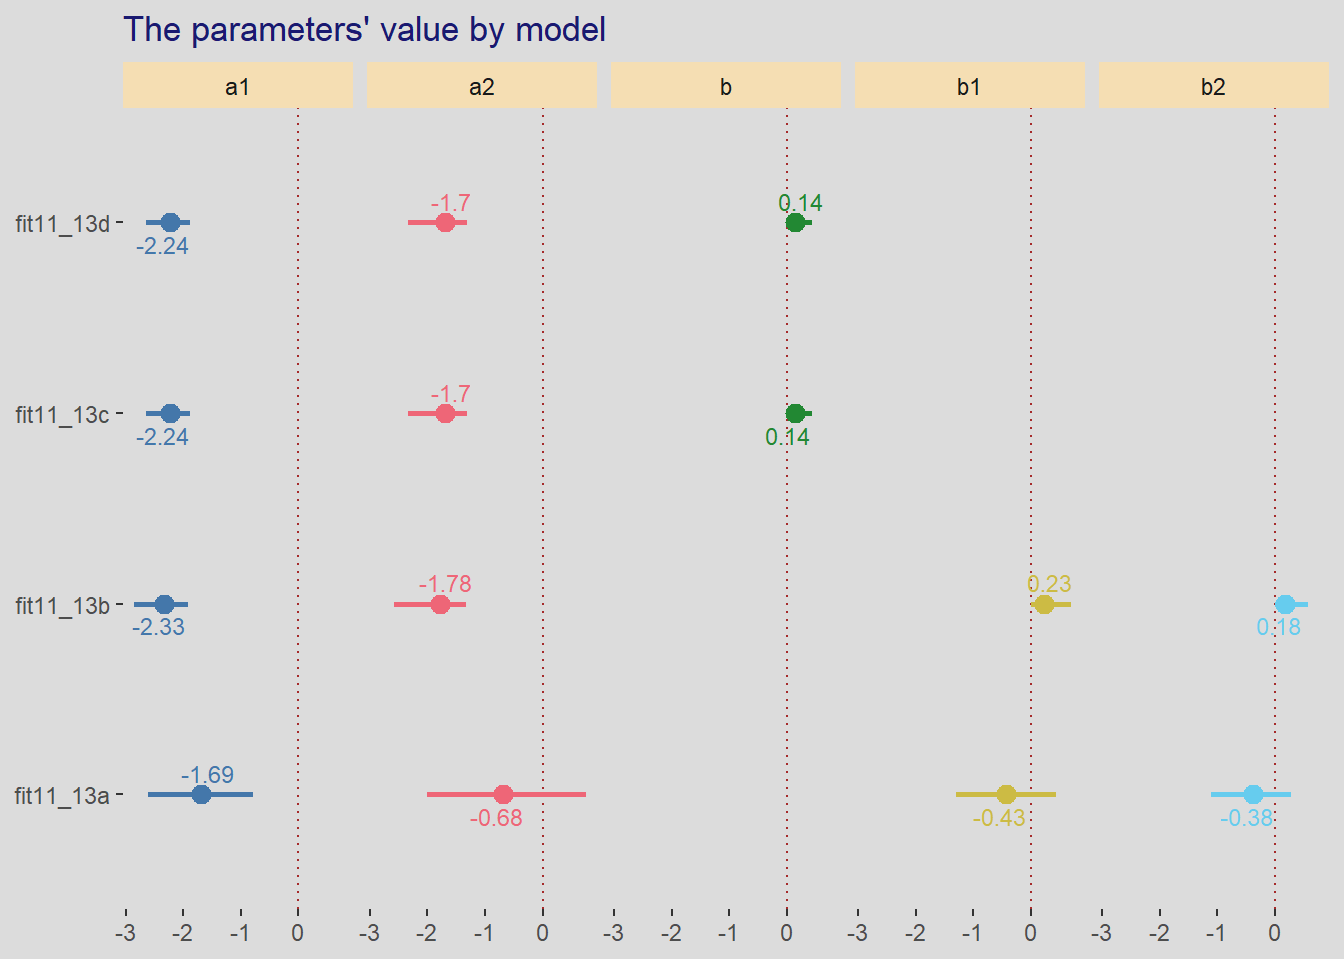 The parameters' value by model
a1 a2 b b1 b2
fit11_13d -2.24 -1.7 0.14
fit11_13c -2.24 -1.7 0.14
fit11_13b -2.33 -1.78 0.23 0.18
fit11_13a -1.69 -0.68 -0.43 -0.38
-3 -2 -1 0 -3 -2 -1 0 -3 -2 -1 0 -3 -2 -1 0 -3 -2 -1 0